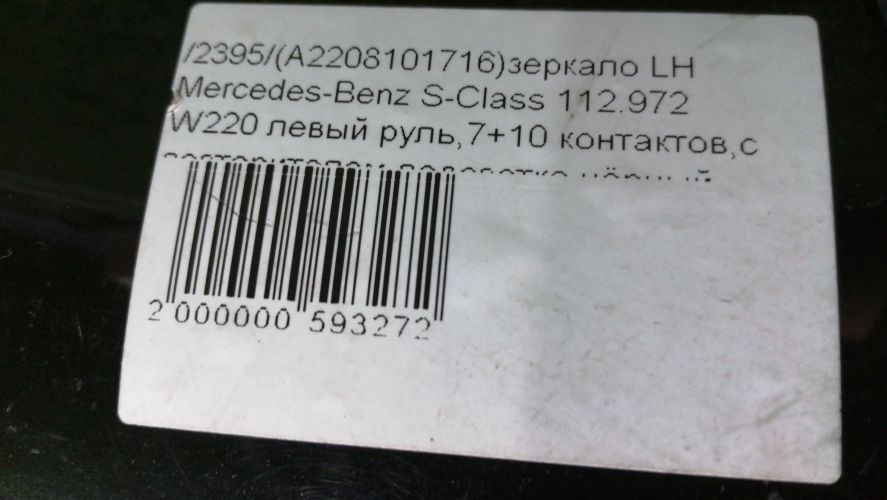 /2395/(A2208101716)зеркало LH
Mercedes-Benz S-Class 112.972
W220 левый руль,7+10 контактов,с
2 000000 593272